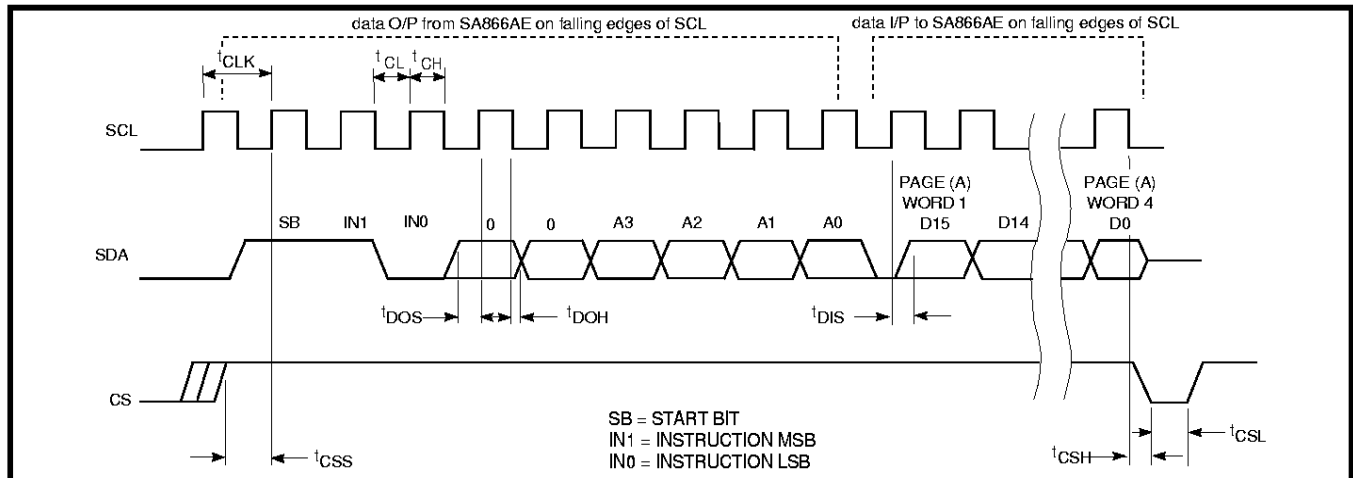 data O/P from SA866AE on falling edges of SCL
data I/P to SA866AE on falling edges of SCL
tCLK
tCL
tCH
SCL
PAGE (A)
WORD 1
PAGE (A)
WORD 4
SB IN1 IN0 0 0 A3 A2 A1 A0 D15 D14 D0
SDA
tDOS
tDOH
tDIS
CS
SB = START BIT
IN1 = INSTRUCTION MSB
IN0 = INSTRUCTION LSB
tCSS
tCSH
tCSL